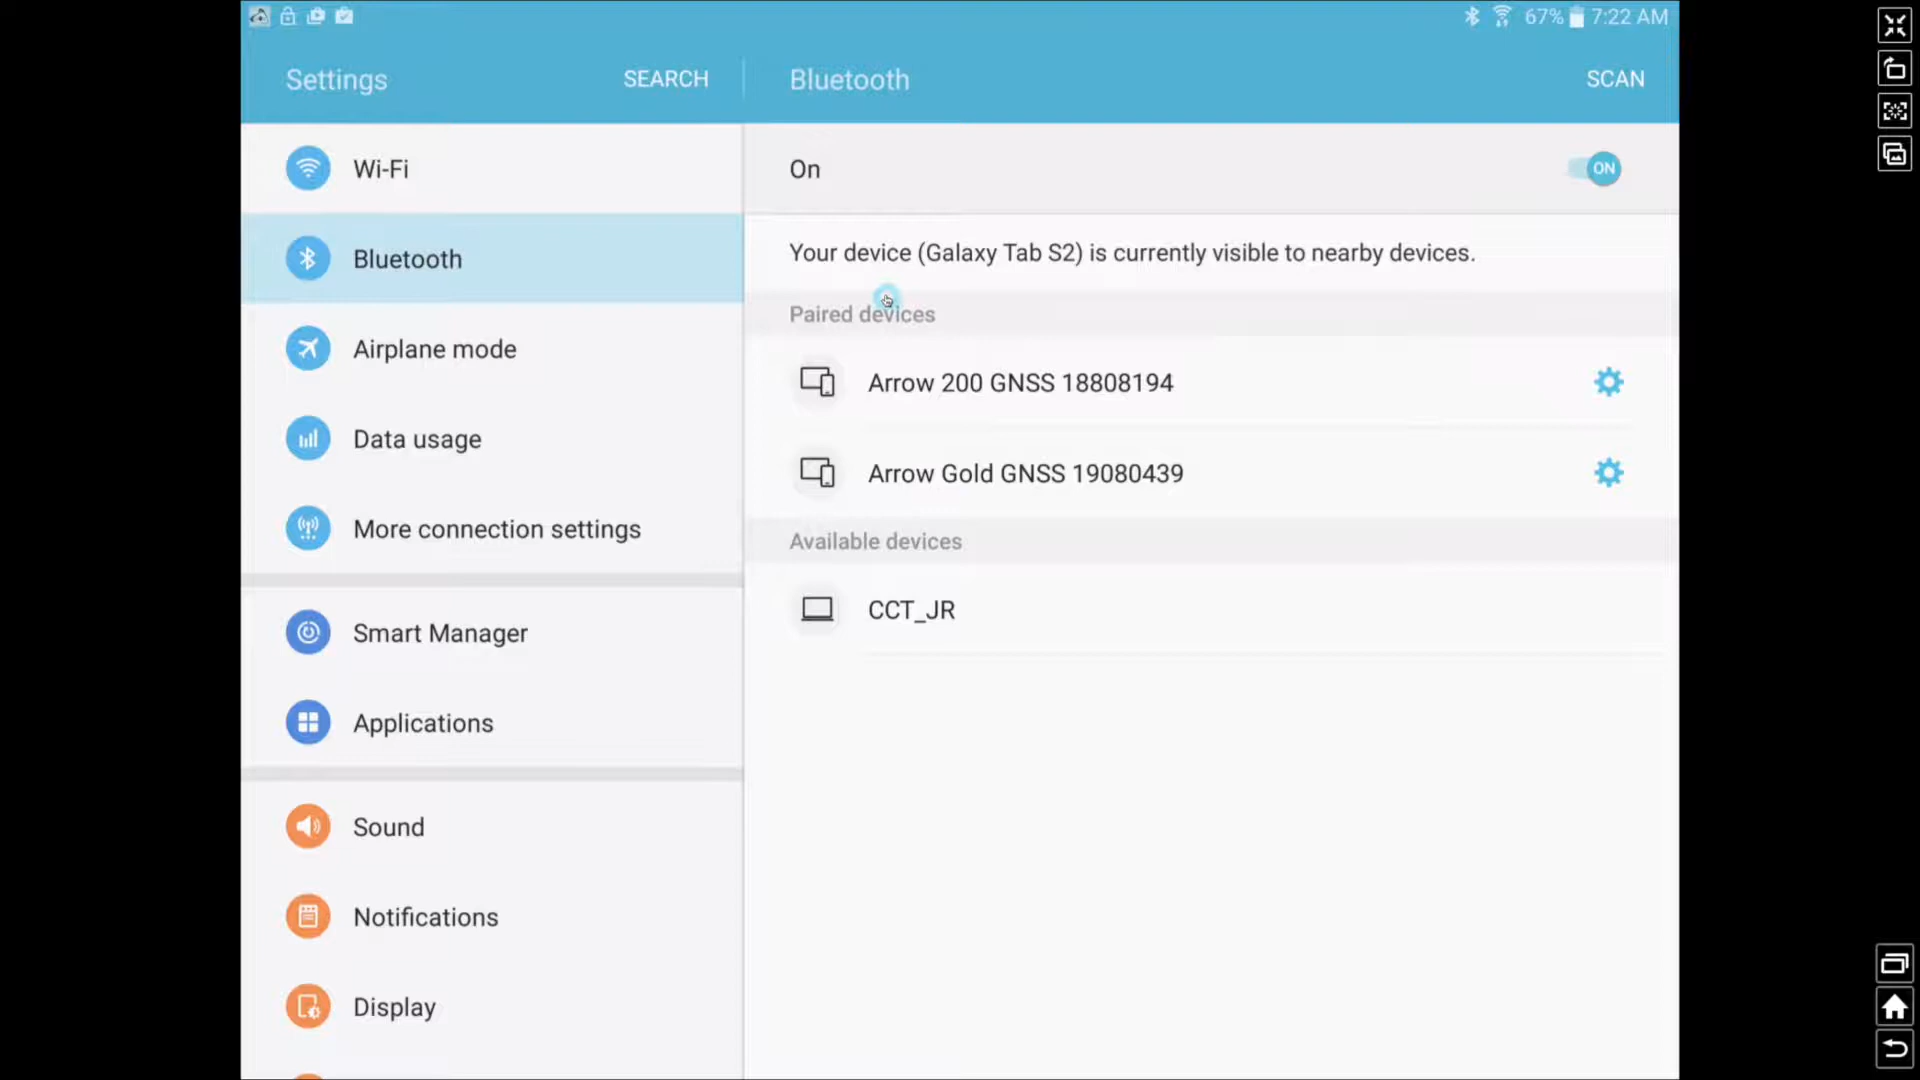 67% 7:22 AM
Settings
SEARCH
Bluetooth
SCAN
Wi-Fi
Bluetooth
Airplane mode
Data usage
More connection settings
Smart Manager
Applications
Sound
Notifications
Display
On
ON
Your device (Galaxy Tab S2) is currently visible to nearby devices.
Paired devices
Arrow 200 GNSS 18808194
Arrow Gold GNSS 19080439
Available devices
CCT_JR